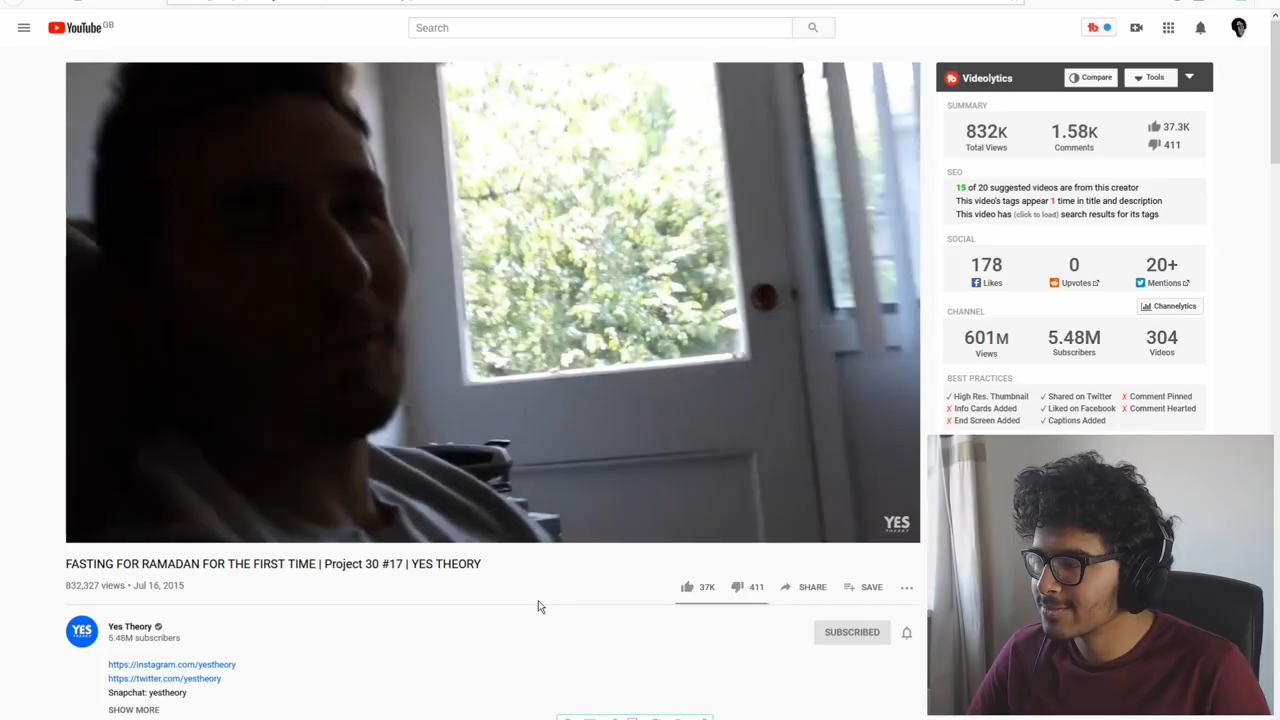 YouTube GB
Search
YES
THEORY
FASTING FOR RAMADAN FOR THE FIRST TIME | Project 30 #17 | YES THEORY
832,327 views • Jul 16, 2015
37K
411
SHARE
SAVE
YES
THEORY
Yes Theory
5.48M subscribers
SUBSCRIBED
https://instagram.com/yestheory
https://twitter.com/yestheory
Snapchat: yestheory
SHOW MORE
Videolytics
Compare
Tools
SUMMARY
832K
Total Views
1.58K
Comments
37.3K
411
SEO
15 of 20 suggested videos are from this creator
This video's tags appear 1 time in title and description
This video has (click to load) search results for its tags
SOCIAL
178
Likes
0
Upvotes
20+
Mentions
Channelytics
CHANNEL
601M
Views
5.48M
Subscribers
304
Videos
BEST PRACTICES
✓ High Res. Thumbnail ✓ Shared on Twitter ✗ Comment Pinned
✗ Info Cards Added ✓ Liked on Facebook ✗ Comment Hearted
✗ End Screen Added ✓ Captions Added